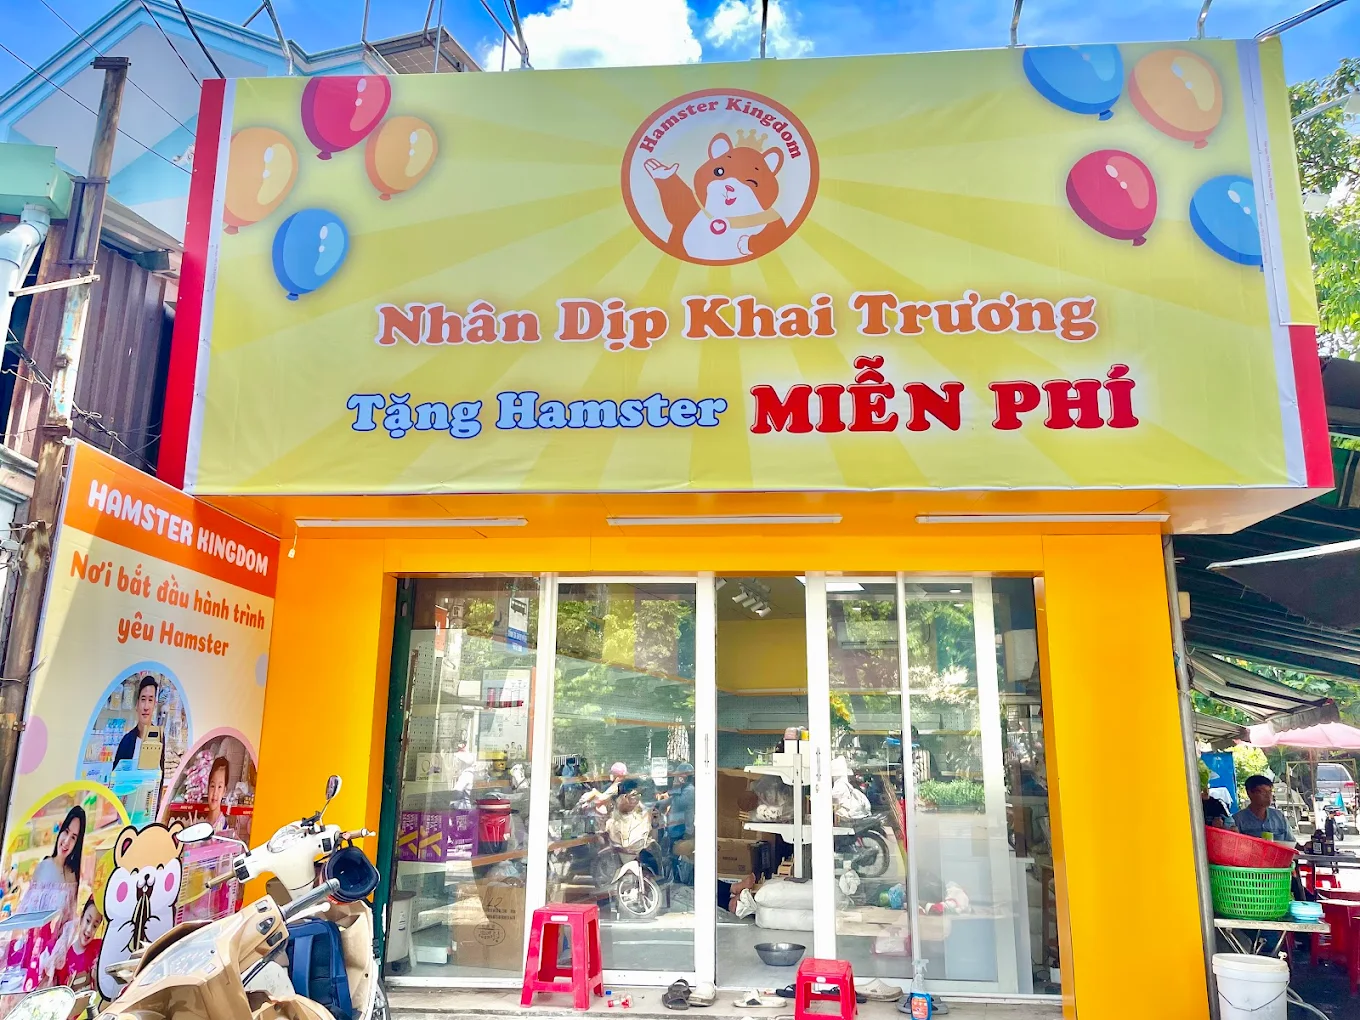 Hamster Kingdom
Nhân Dịp Khai Trương
Tặng Hamster MIỄN PHÍ
HAMSTER KINGDOM
Nơi bắt đầu hành trình
yêu Hamster